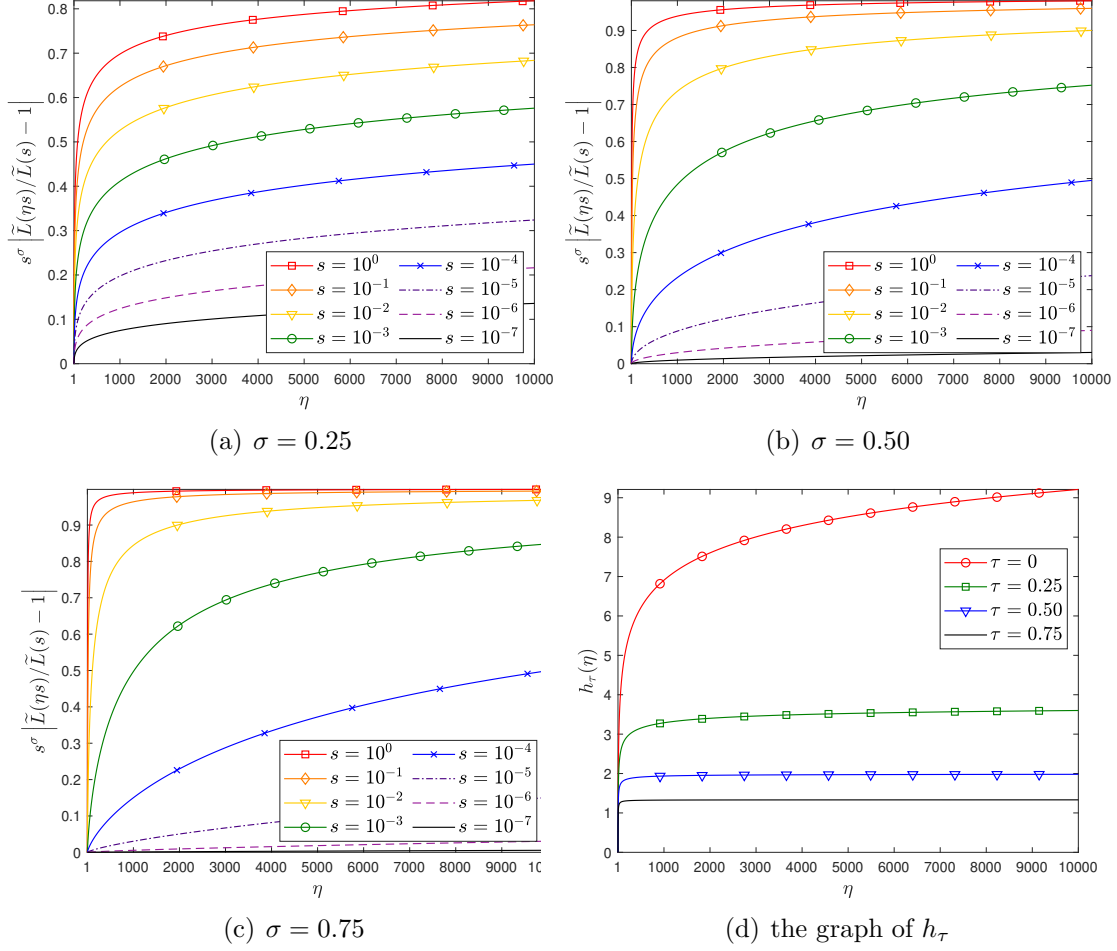 0.8
0.7
0.6
0.5
0.4
0.3
0.2
0.1
0
s^σ |L̃(ηs)/L̃(s) − 1|
s = 10^0 s = 10^−4
s = 10^−1 s = 10^−5
s = 10^−2 s = 10^−6
s = 10^−3 s = 10^−7
1 1000 2000 3000 4000 5000 6000 7000 8000 9000 10000
η
(a) σ = 0.25
0.9
0.8
0.7
0.6
0.5
0.4
0.3
0.2
0.1
0
s^σ |L̃(ηs)/L̃(s) − 1|
s = 10^0 s = 10^−4
s = 10^−1 s = 10^−5
s = 10^−2 s = 10^−6
s = 10^−3 s = 10^−7
1 1000 2000 3000 4000 5000 6000 7000 8000 9000 10000
η
(b) σ = 0.50
0.9
0.8
0.7
0.6
0.5
0.4
0.3
0.2
0.1
0
s^σ |L̃(ηs)/L̃(s) − 1|
s = 10^0 s = 10^−4
s = 10^−1 s = 10^−5
s = 10^−2 s = 10^−6
s = 10^−3 s = 10^−7
1 1000 2000 3000 4000 5000 6000 7000 8000 9000 10
η
(c) σ = 0.75
9
8
7
6
5
4
3
2
1
0
h_τ(η)
τ = 0
τ = 0.25
τ = 0.50
τ = 0.75
1 1000 2000 3000 4000 5000 6000 7000 8000 9000 10000
η
(d) the graph of h_τ